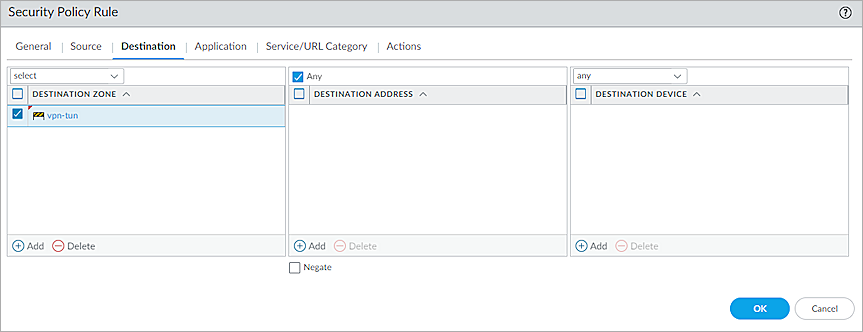 Security Policy Rule
General | Source | Destination | Application | Service/URL Category | Actions
select Any any
DESTINATION ZONE DESTINATION ADDRESS DESTINATION DEVICE
vpn-tun
Add Delete Add Delete Add Delete
Negate
OK Cancel